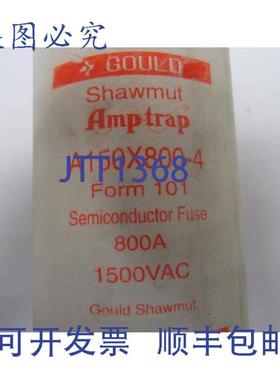 盗图必究
GOULD
Shawmut
Amp-trap
A150X800-4
JTT1368
Form 101
Semiconductor Fuse
800A
1500VAC
Gould Shawmut
可开票 顺丰包邮